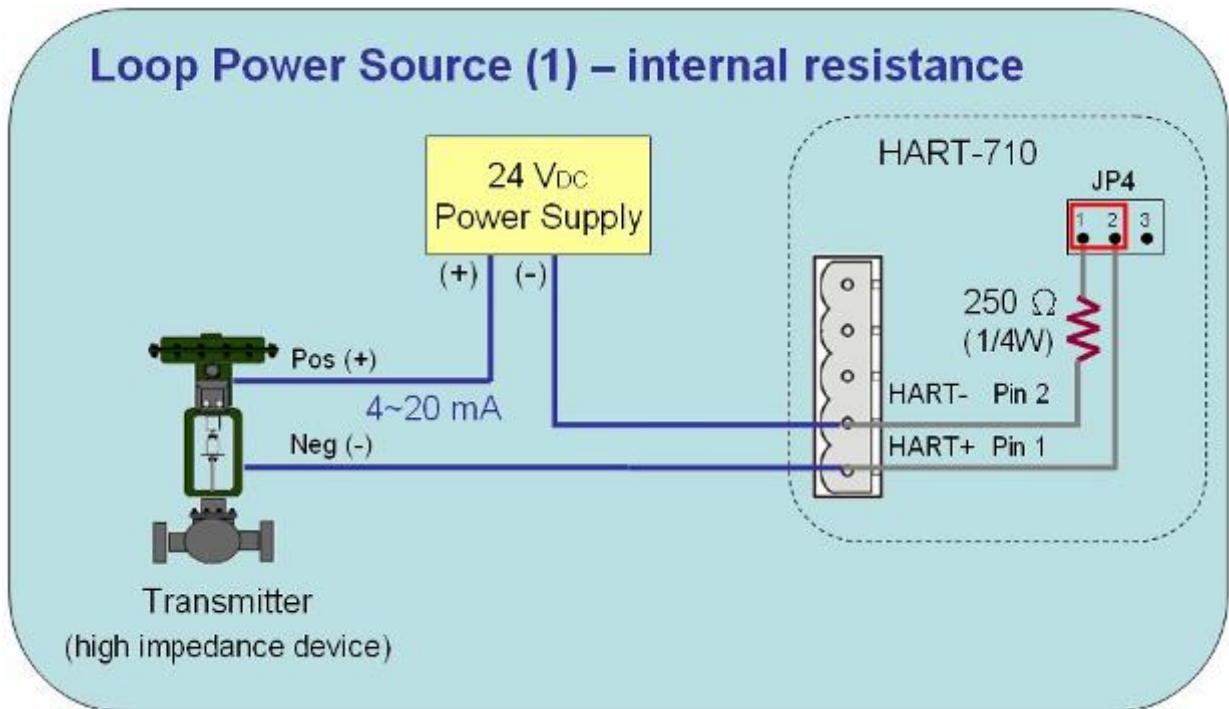 Loop Power Source (1) – internal resistance
24 VDC
Power Supply
(+) (-)
HART-710
JP4
1 2 3
250 Ω
(1/4W)
Pos (+)
4~20 mA
HART- Pin 2
Neg (-)
HART+ Pin 1
Transmitter
(high impedance device)